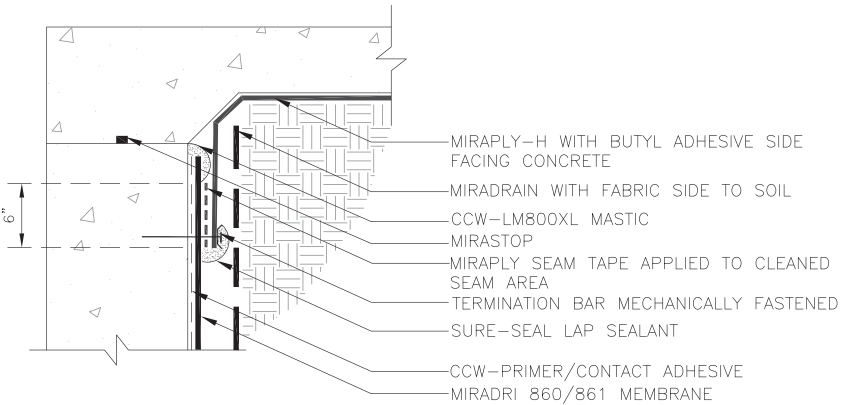 MIRAPLY-H WITH BUTYL ADHESIVE SIDE
FACING CONCRETE
MIRADRAIN WITH FABRIC SIDE TO SOIL
CCW-LM800XL MASTIC
MIRASTOP
MIRAPLY SEAM TAPE APPLIED TO CLEANED
SEAM AREA
TERMINATION BAR MECHANICALLY FASTENED
SURE-SEAL LAP SEALANT
CCW-PRIMER/CONTACT ADHESIVE
MIRADRI 860/861 MEMBRANE
6"